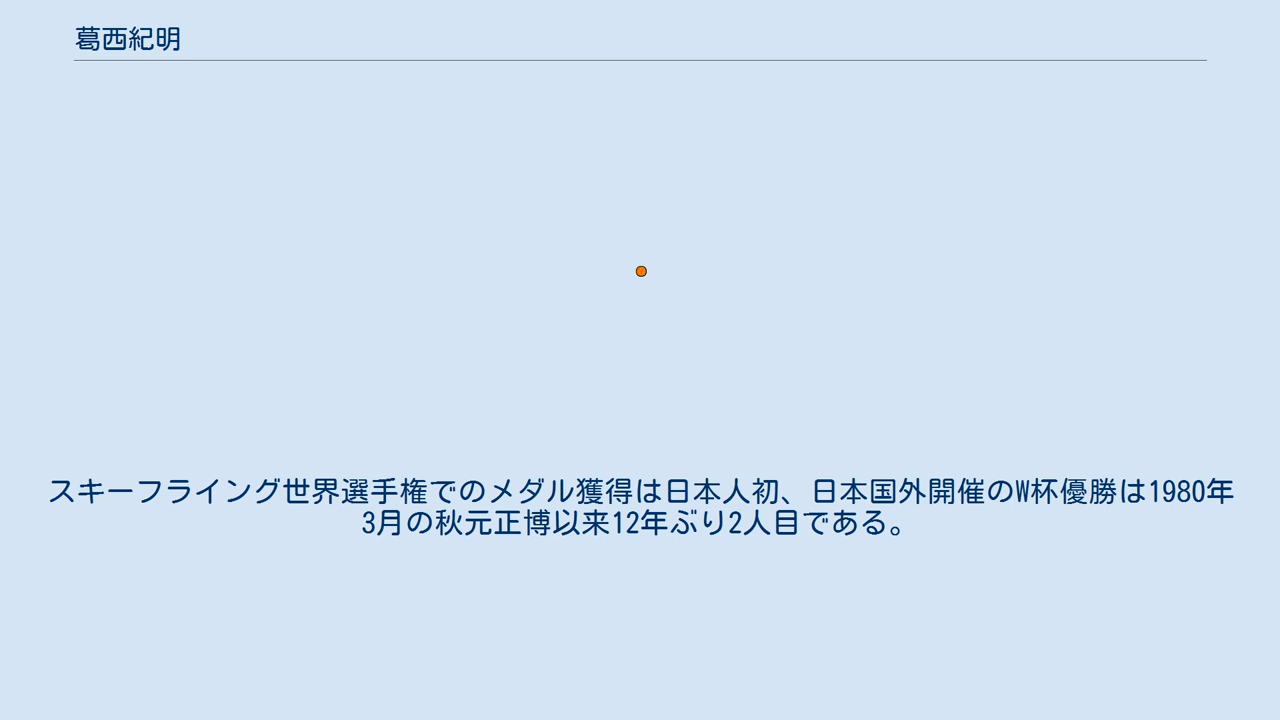 葛西紀明
スキーフライング世界選手権でのメダル獲得は日本人初、日本国外開催のW杯優勝は1980年
3月の秋元正博以来12年ぶり2人目である。